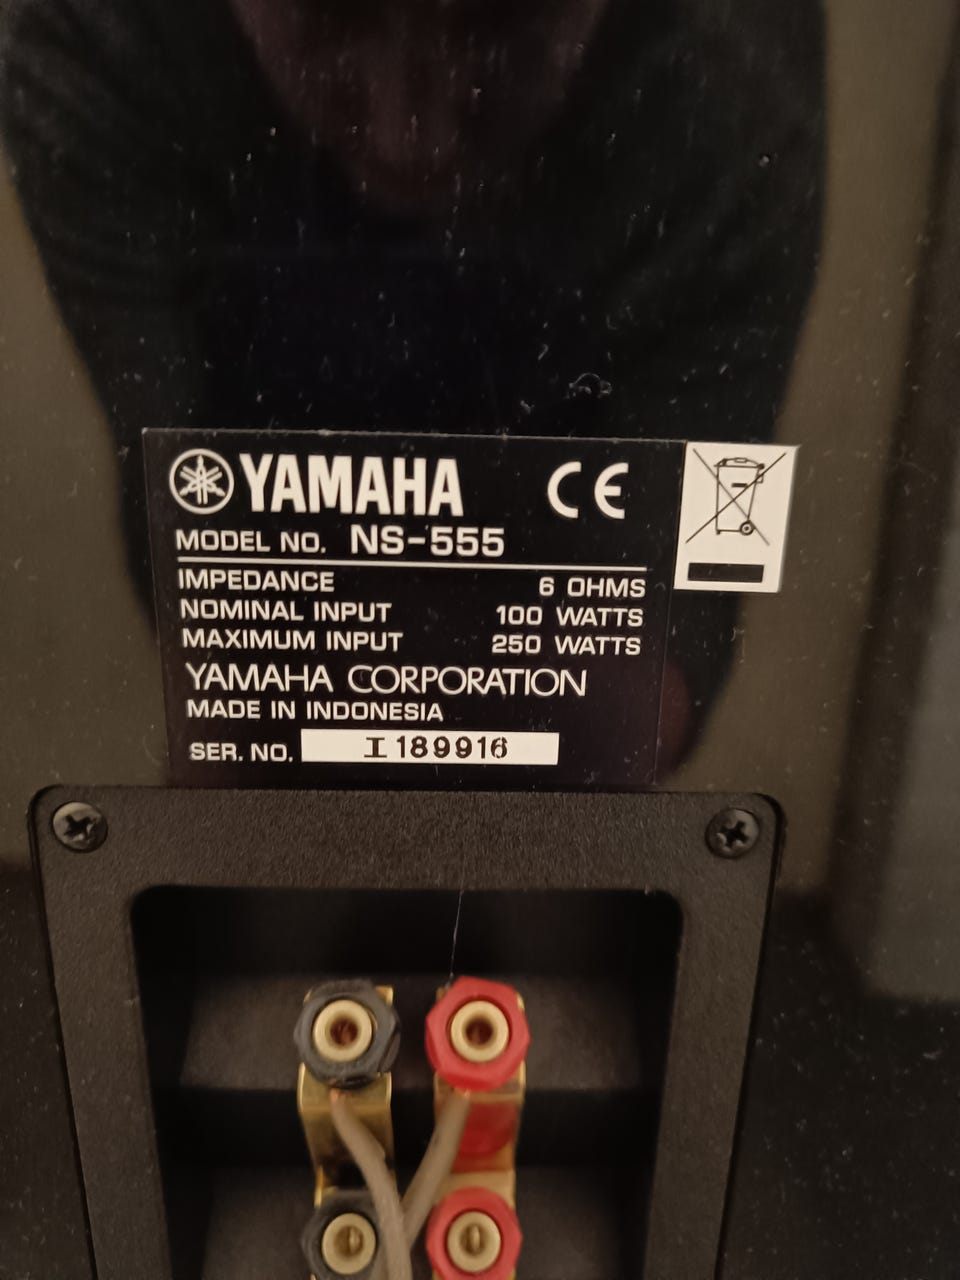 YAMAHA CE
MODEL NO. NS-555
IMPEDANCE 6 OHMS
NOMINAL INPUT 100 WATTS
MAXIMUM INPUT 250 WATTS
YAMAHA CORPORATION
MADE IN INDONESIA
SER. NO. I 189916